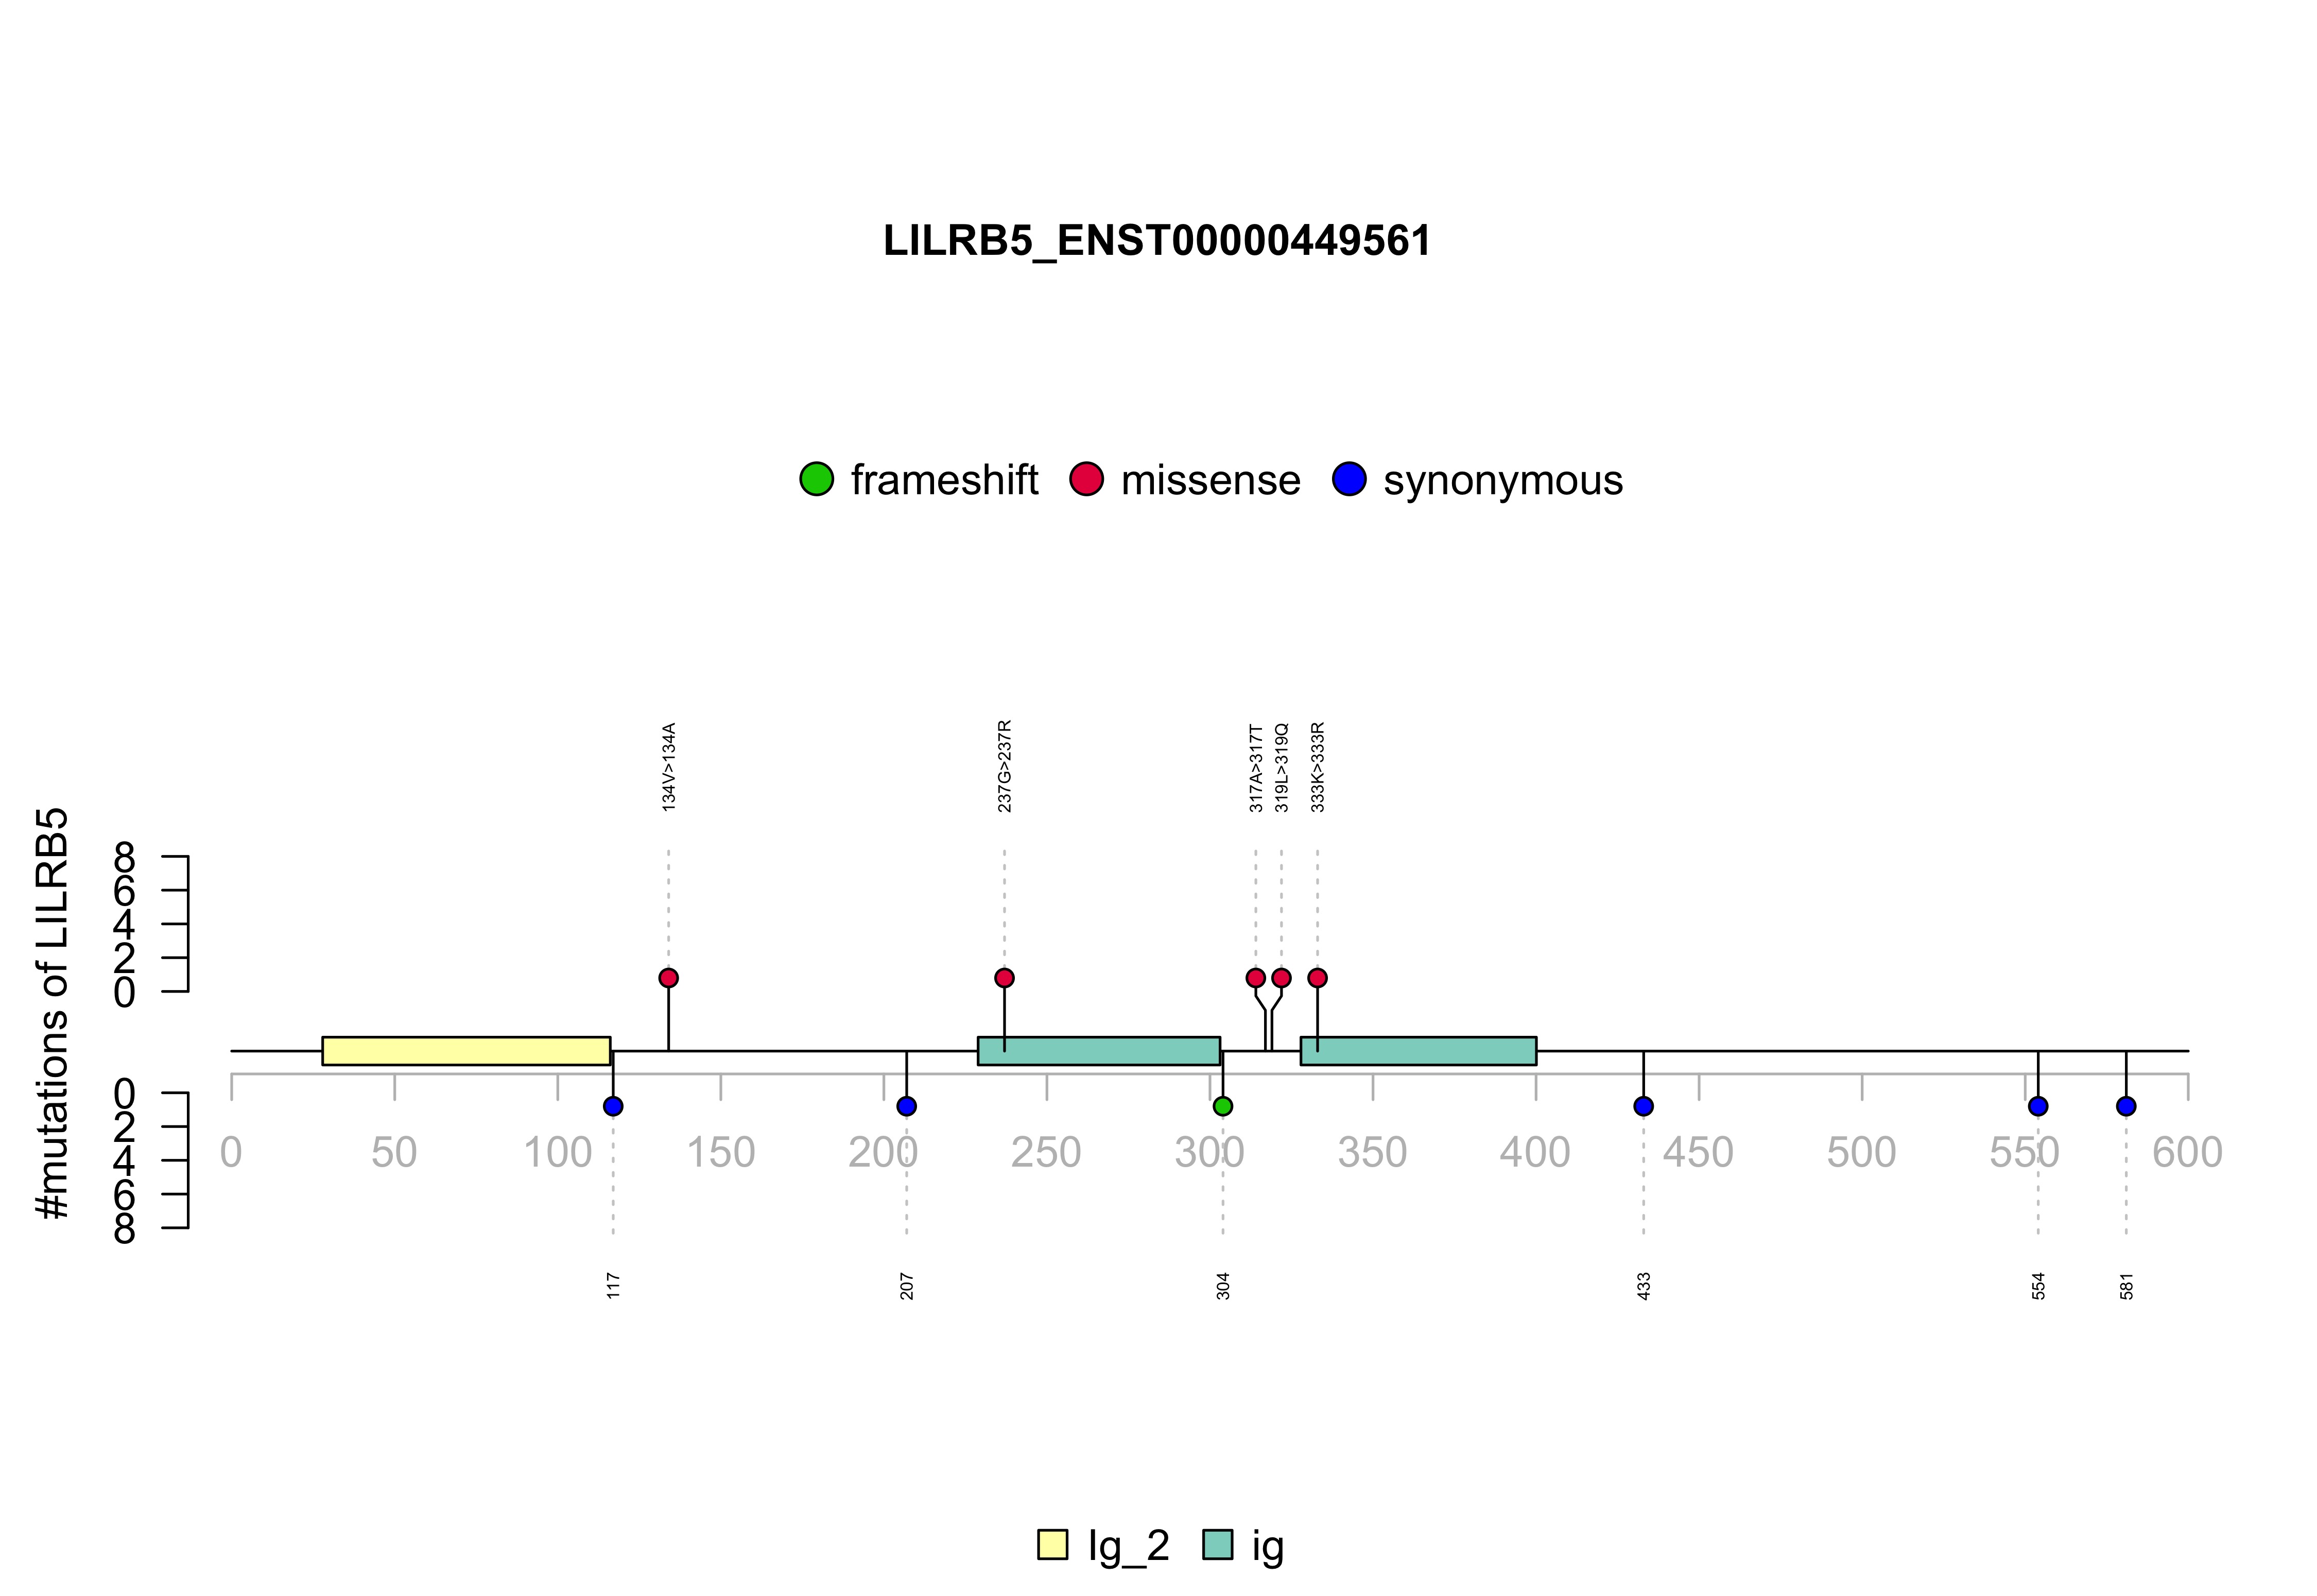 LILRB5_ENST00000449561
frameshift missense synonymous
134V>134A
237G>237R
317A>317T
319L>319Q
333K>333R
#mutations of LILRB5
8
6
4
2
0
0
2
4
6
8
0 50 100 150 200 250 300 350 400 450 500 550 600
117
207
304
433
554
581
Ig_2 ig